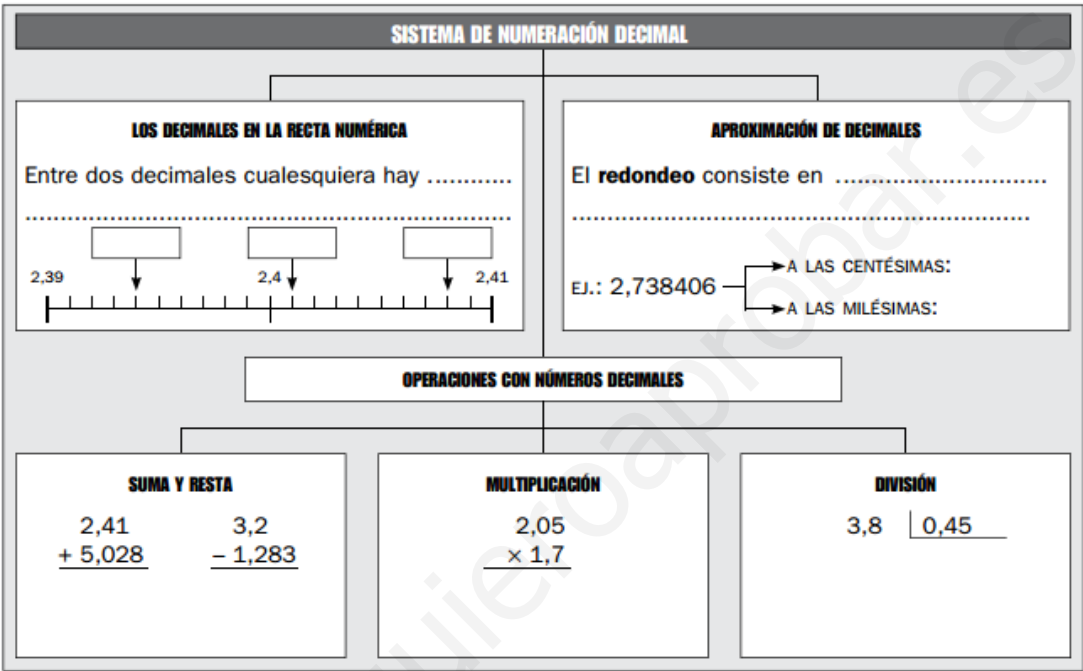 SISTEMA DE NUMERACIÓN DECIMAL
LOS DECIMALES EN LA RECTA NUMÉRICA
Entre dos decimales cualesquiera hay ............
......................................................................
2,39 2,4 2,41
APROXIMACIÓN DE DECIMALES
El redondeo consiste en ..............................
..................................................................
EJ.: 2,738406
A LAS CENTÉSIMAS:
A LAS MILÉSIMAS:
OPERACIONES CON NÚMEROS DECIMALES
SUMA Y RESTA
2,41 3,2
+ 5,028 – 1,283
MULTIPLICACIÓN
2,05
× 1,7
DIVISIÓN
3,8 0,45
quieroaprobar.es